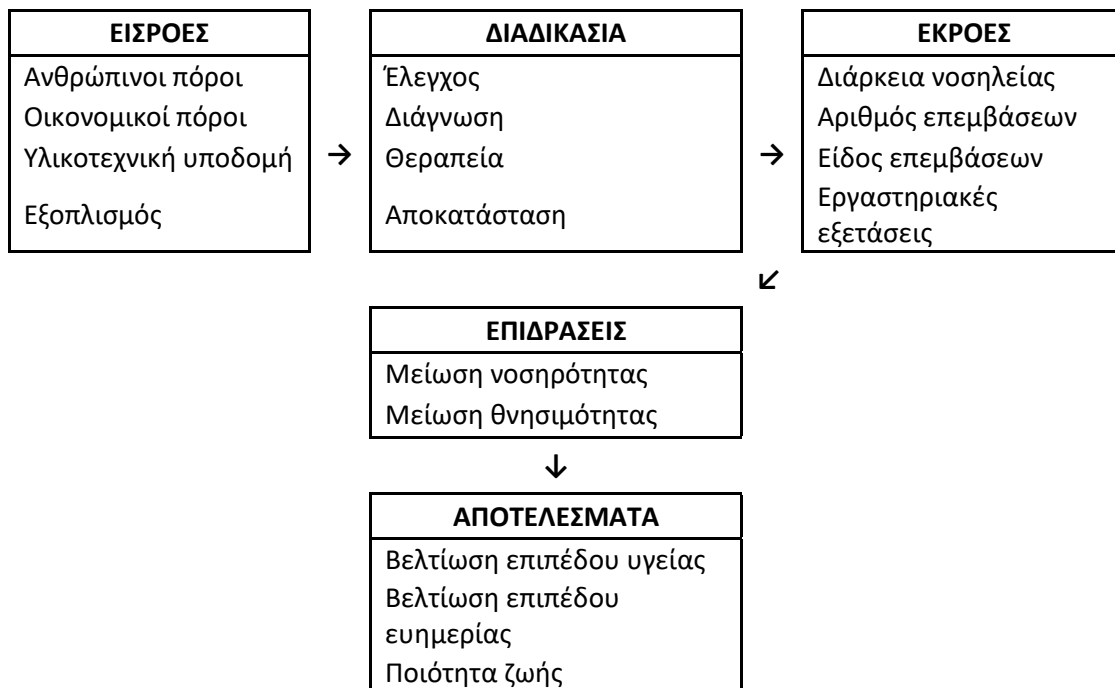 ΕΙΣΡΟΕΣ
Ανθρώπινοι πόροι
Οικονομικοί πόροι
Υλικοτεχνική υποδομή
Εξοπλισμός
→
ΔΙΑΔΙΚΑΣΙΑ
Έλεγχος
Διάγνωση
Θεραπεία
Αποκατάσταση
→
ΕΚΡΟΕΣ
Διάρκεια νοσηλείας
Αριθμός επεμβάσεων
Είδος επεμβάσεων
Εργαστηριακές
εξετάσεις
↙
ΕΠΙΔΡΑΣΕΙΣ
Μείωση νοσηρότητας
Μείωση θνησιμότητας
↓
ΑΠΟΤΕΛΕΣΜΑΤΑ
Βελτίωση επιπέδου υγείας
Βελτίωση επιπέδου
ευημερίας
Ποιότητα ζωής